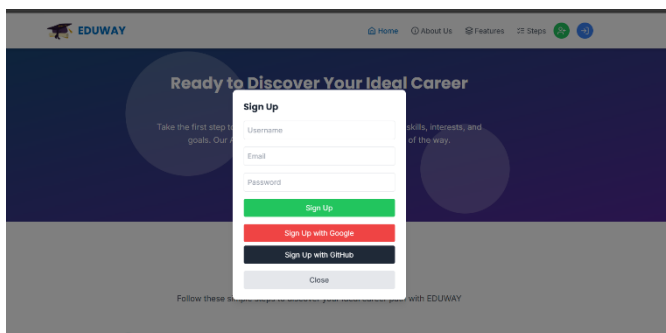 EDUWAY
Home About Us Features Steps
Ready to Discover Your Ideal Career
Take the first step to skills, interests, and
goals. Our of the way.
Sign Up
Username
Email
Password
Sign Up
Sign Up with Google
Sign Up with GitHub
Close
Follow these with EDUWAY